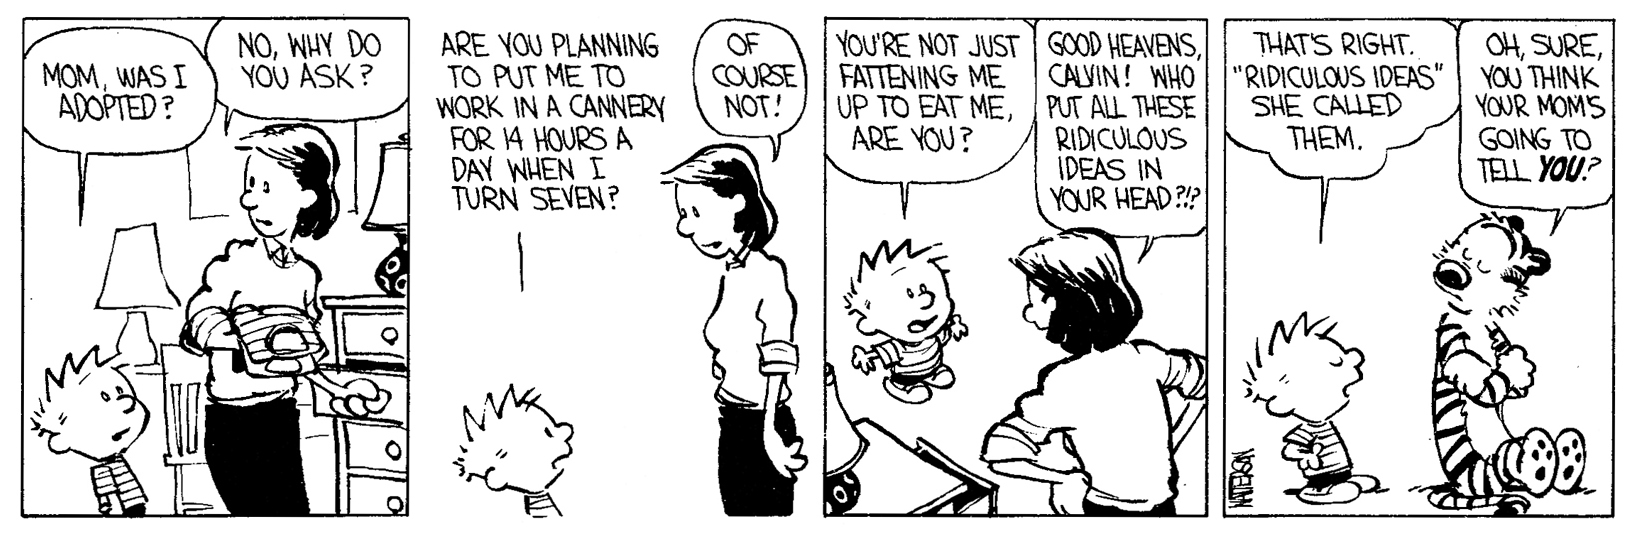 MOM, WAS I
ADOPTED?
NO, WHY DO
YOU ASK?
ARE YOU PLANNING
TO PUT ME TO
WORK IN A CANNERY
FOR 14 HOURS A
DAY WHEN I
TURN SEVEN?
OF
COURSE
NOT!
YOU'RE NOT JUST
FATTENING ME
UP TO EAT ME,
ARE YOU?
GOOD HEAVENS,
CALVIN! WHO
PUT ALL THESE
RIDICULOUS
IDEAS IN
YOUR HEAD?!?
THAT'S RIGHT.
"RIDICULOUS IDEAS"
SHE CALLED
THEM.
OH, SURE,
YOU THINK
YOUR MOM'S
GOING TO
TELL YOU?
WATERSON